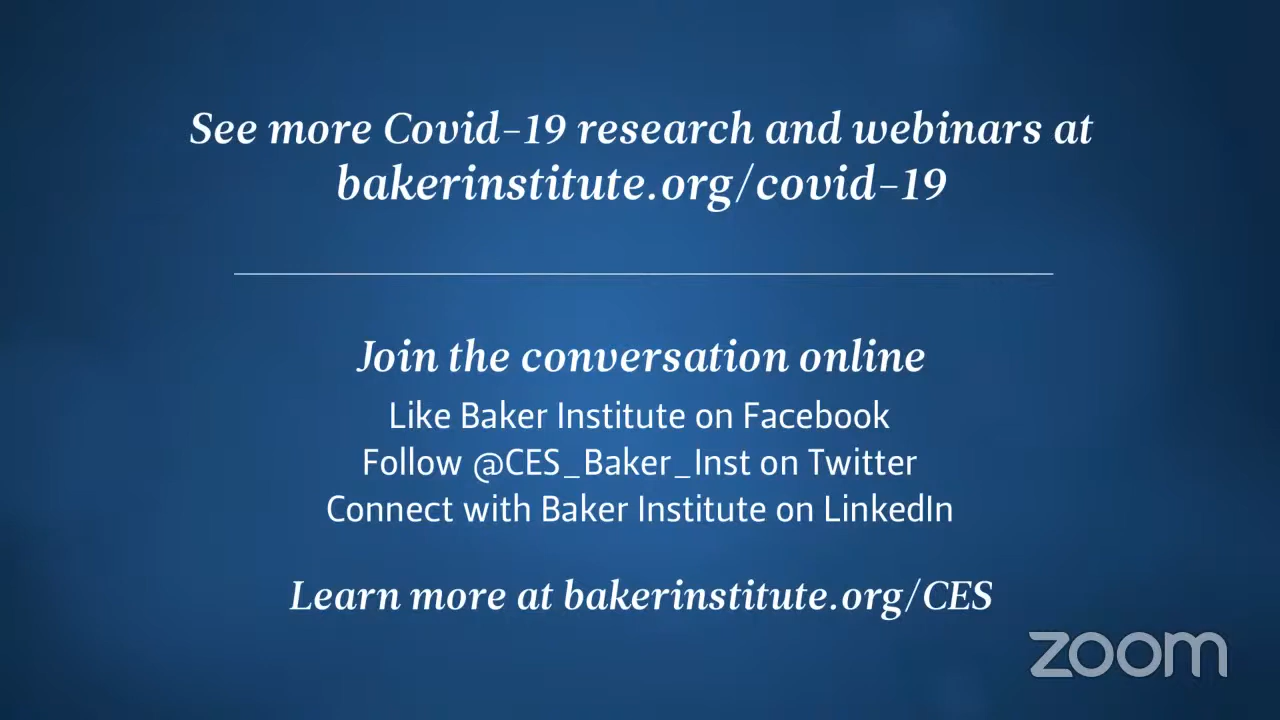 See more Covid-19 research and webinars at
bakerinstitute.org/covid-19
Join the conversation online
Like Baker Institute on Facebook
Follow @CES_Baker_Inst on Twitter
Connect with Baker Institute on LinkedIn
Learn more at bakerinstitute.org/CES
zoom